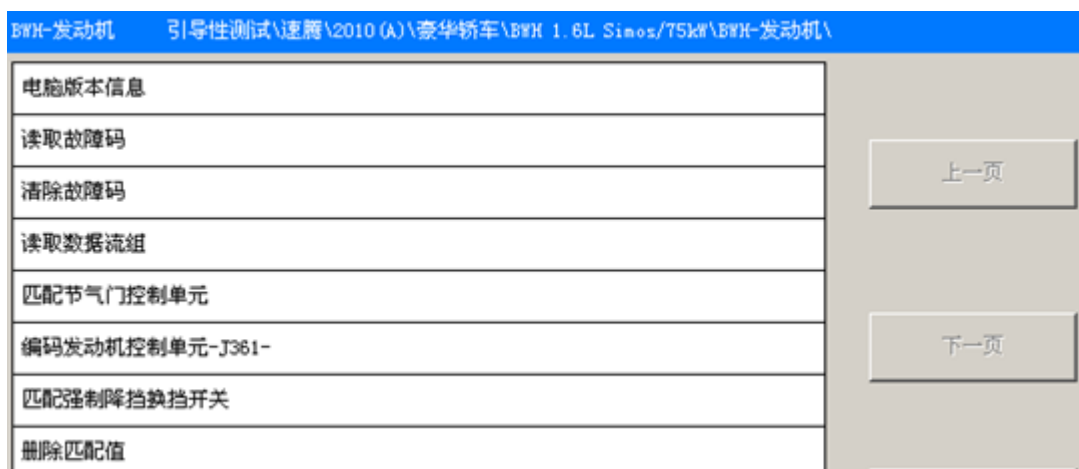 BWH-发动机 引导性测试\速腾\2010(A)\豪华轿车\BWH 1.6L Simos/75kW\BWH-发动机\
电脑版本信息
读取故障码
清除故障码
读取数据流组
匹配节气门控制单元
编码发动机控制单元-J361-
匹配强制降挡换挡开关
删除匹配值
上一页
下一页